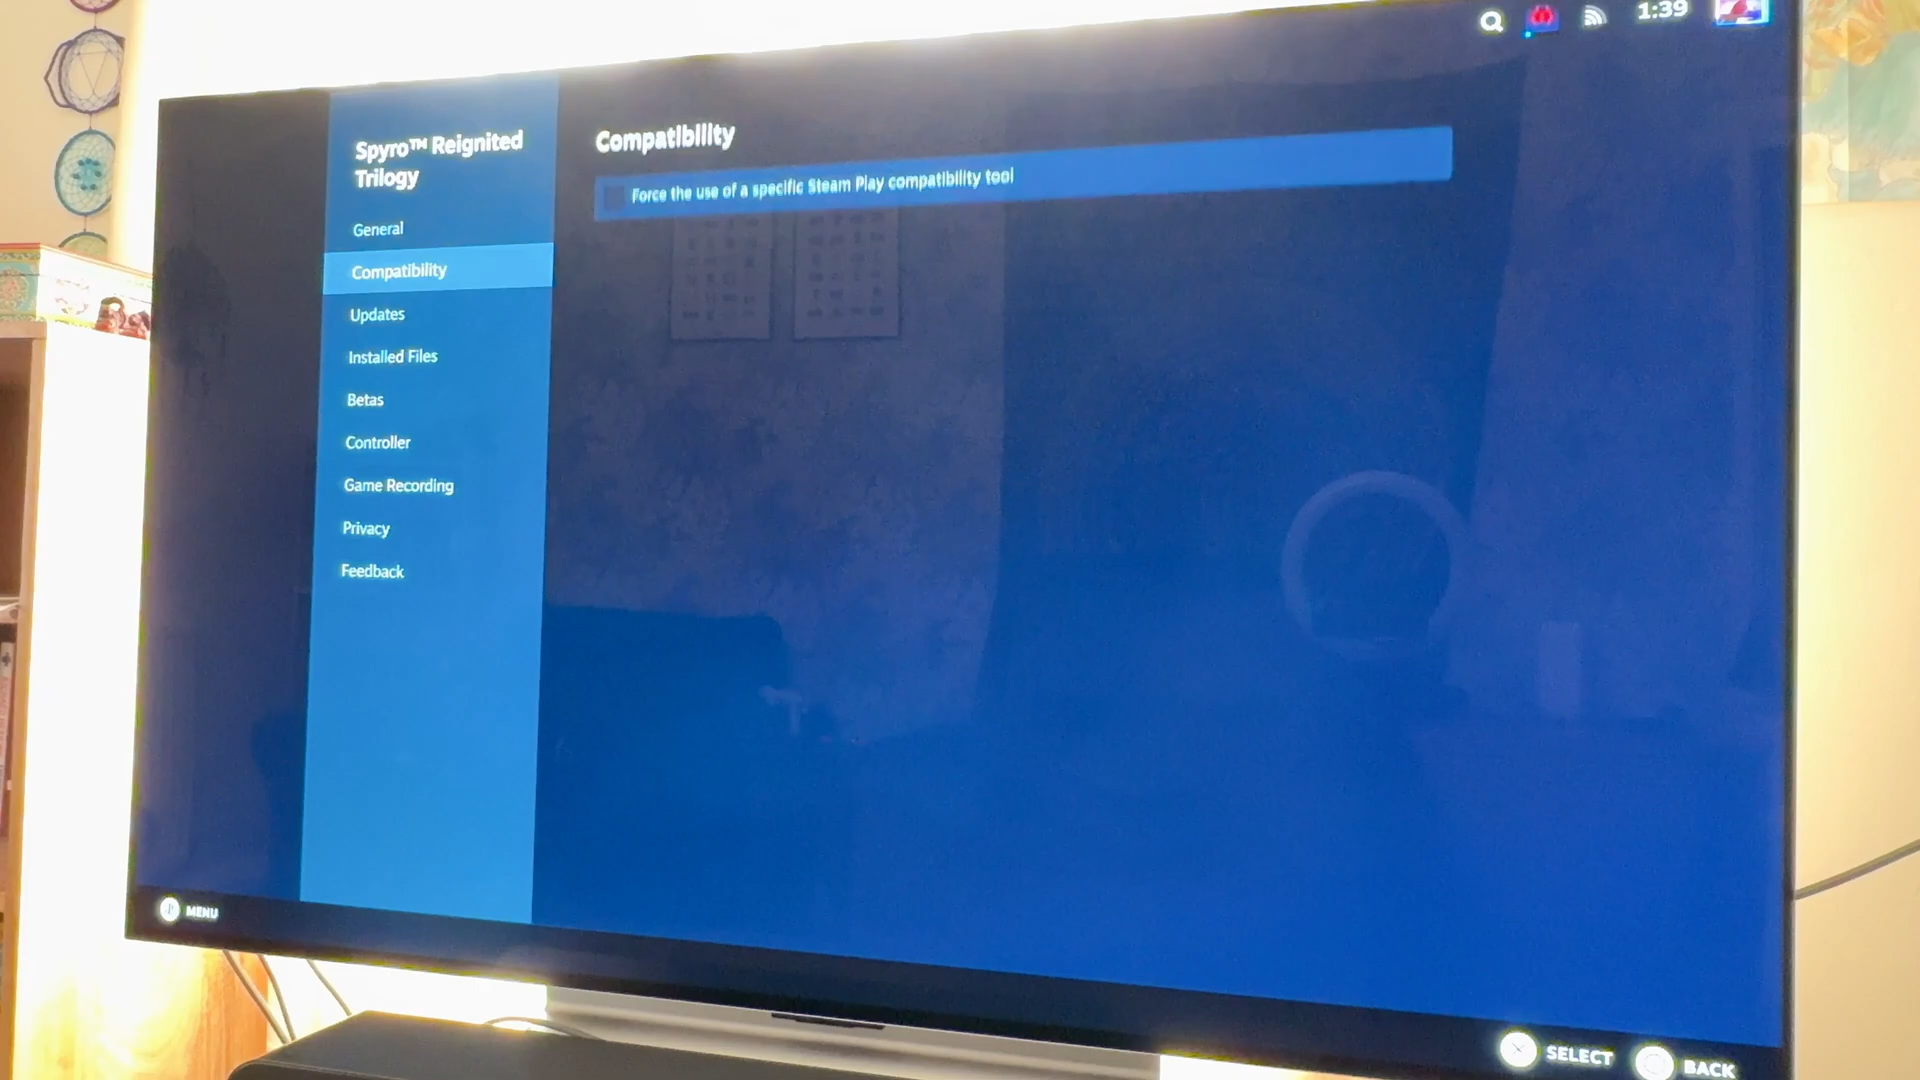 1:39
Spyro™ Reignited
Trilogy
General
Compatibility
Updates
Installed Files
Betas
Controller
Game Recording
Privacy
Feedback
Compatibility
Force the use of a specific Steam Play compatibility tool
MENU
SELECT
BACK